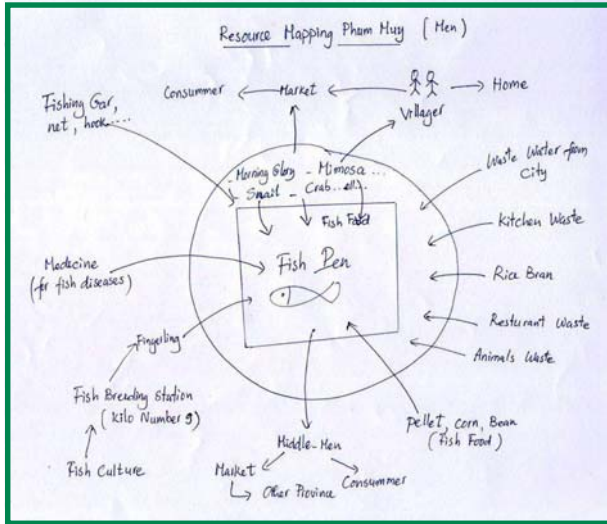 Resource Mapping Phum Muy (Men)
Consummer
Market
Home
Villager
Fishing Gar,
net, hook.....
-Morning Glory - Mimosa ...
- Snail - Crab...etc..
Fish Food
Waste Water from
City
Kitchen Waste
Rice Bran
Resturant Waste
Animals Waste
Fish Pen
Medicine
(for fish diseases)
Fingerling
Fish Breeding Station
(Kilo Number 9)
Fish Culture
Pellet, Corn, Bean
(Fish Food)
Middle-Men
Market
Other Province
Consummer